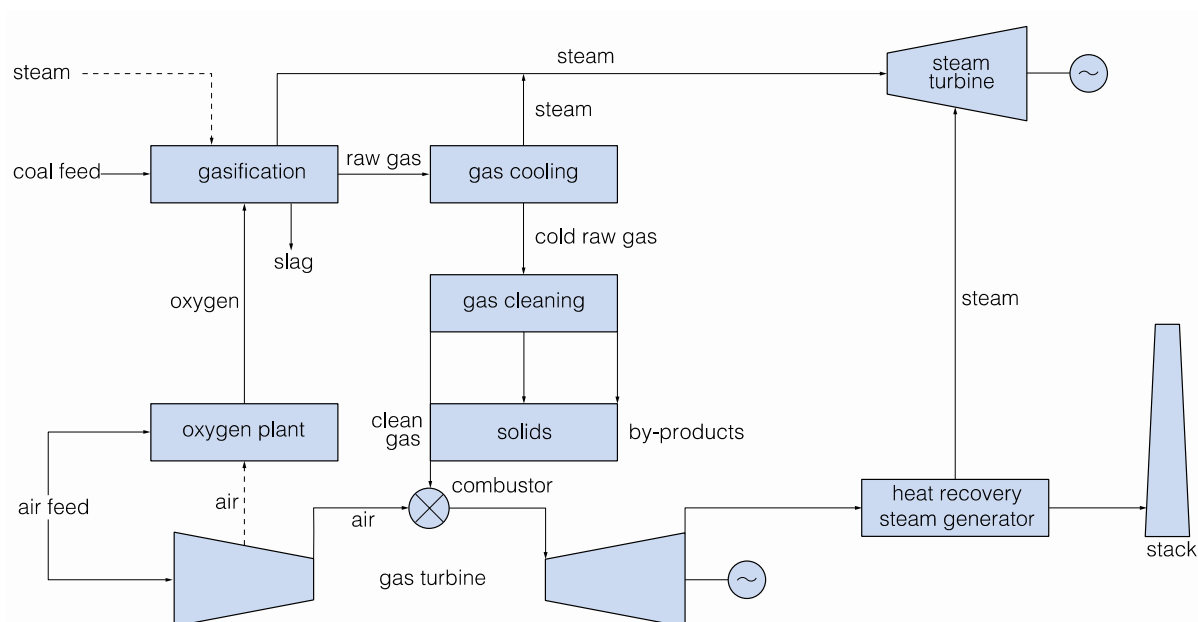 steam
steam
steam
turbine
steam
coal feed
gasification
raw gas
gas cooling
slag
cold raw gas
oxygen
gas cleaning
steam
oxygen plant
clean
gas
solids
by-products
air feed
air
air
combustor
heat recovery
steam generator
gas turbine
stack